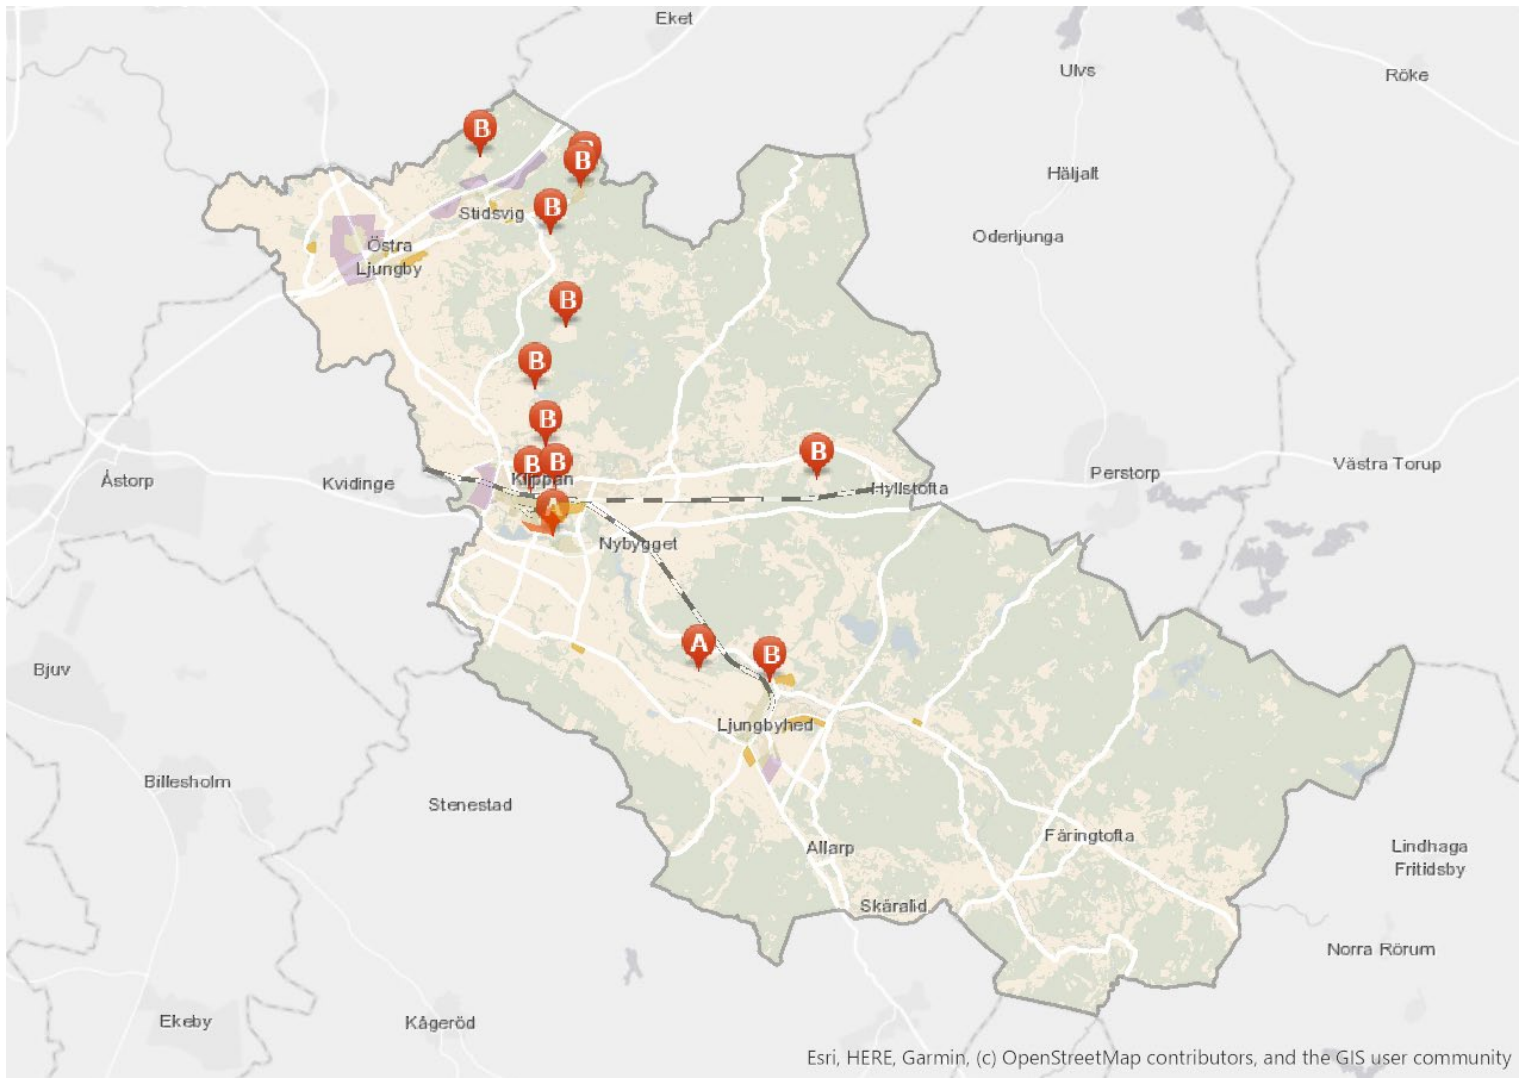 Eket
Ulvs
Röke
B
B
Häljalt
B
Stidsvig
Oderljunga
Östra
Ljungby
B
B
B
B
Västra Torup
B
B
Perstorp
Åstorp
Kvidinge
Klippan
Hyllstofta
A
Nybygget
A
B
Bjuv
Ljungbyhed
Billesholm
Stenestad
Färingtofta
Allarp
Lindhaga
Fritidsby
Skäralid
Norra Rörum
Ekeby
Kågeröd
Esri, HERE, Garmin, (c) OpenStreetMap contributors, and the GIS user community